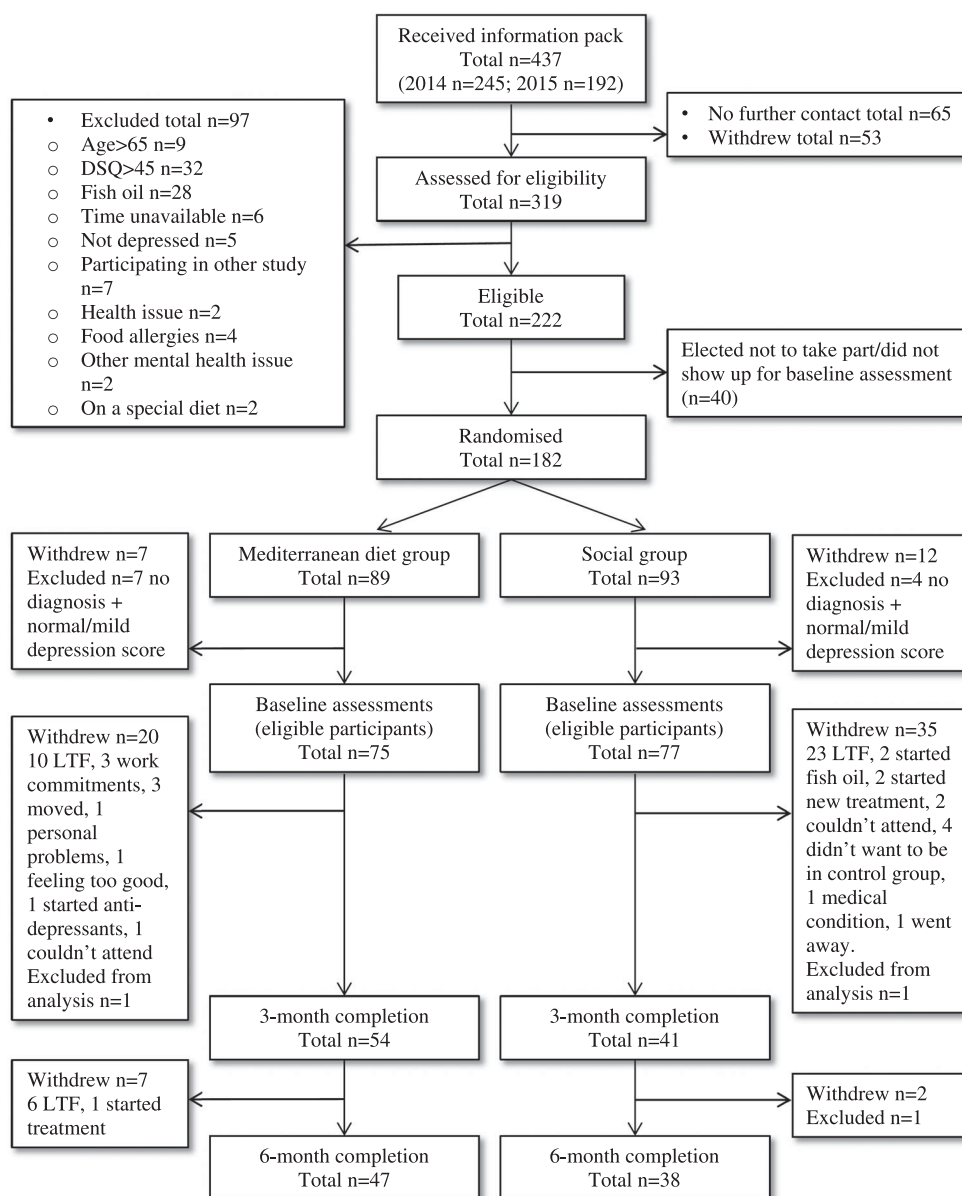 Received information pack
Total n=437
(2014 n=245; 2015 n=192)
• No further contact total n=65
• Withdrew total n=53
• Excluded total n=97
o Age>65 n=9
o DSQ>45 n=32
o Fish oil n=28
o Time unavailable n=6
o Not depressed n=5
o Participating in other study
n=7
o Health issue n=2
o Food allergies n=4
o Other mental health issue
n=2
o On a special diet n=2
Assessed for eligibility
Total n=319
Eligible
Total n=222
Elected not to take part/did not
show up for baseline assessment
(n=40)
Randomised
Total n=182
Withdrew n=7
Excluded n=7 no
diagnosis +
normal/mild
depression score
Mediterranean diet group
Total n=89
Social group
Total n=93
Withdrew n=12
Excluded n=4 no
diagnosis +
normal/mild
depression score
Baseline assessments
(eligible participants)
Total n=75
Baseline assessments
(eligible participants)
Total n=77
Withdrew n=20
10 LTF, 3 work
commitments, 3
moved, 1
personal
problems, 1
feeling too good,
1 started anti-
depressants, 1
couldn’t attend
Excluded from
analysis n=1
Withdrew n=35
23 LTF, 2 started
fish oil, 2 started
new treatment, 2
couldn’t attend, 4
didn’t want to be
in control group,
1 medical
condition, 1 went
away.
Excluded from
analysis n=1
3-month completion
Total n=54
3-month completion
Total n=41
Withdrew n=7
6 LTF, 1 started
treatment
Withdrew n=2
Excluded n=1
6-month completion
Total n=47
6-month completion
Total n=38